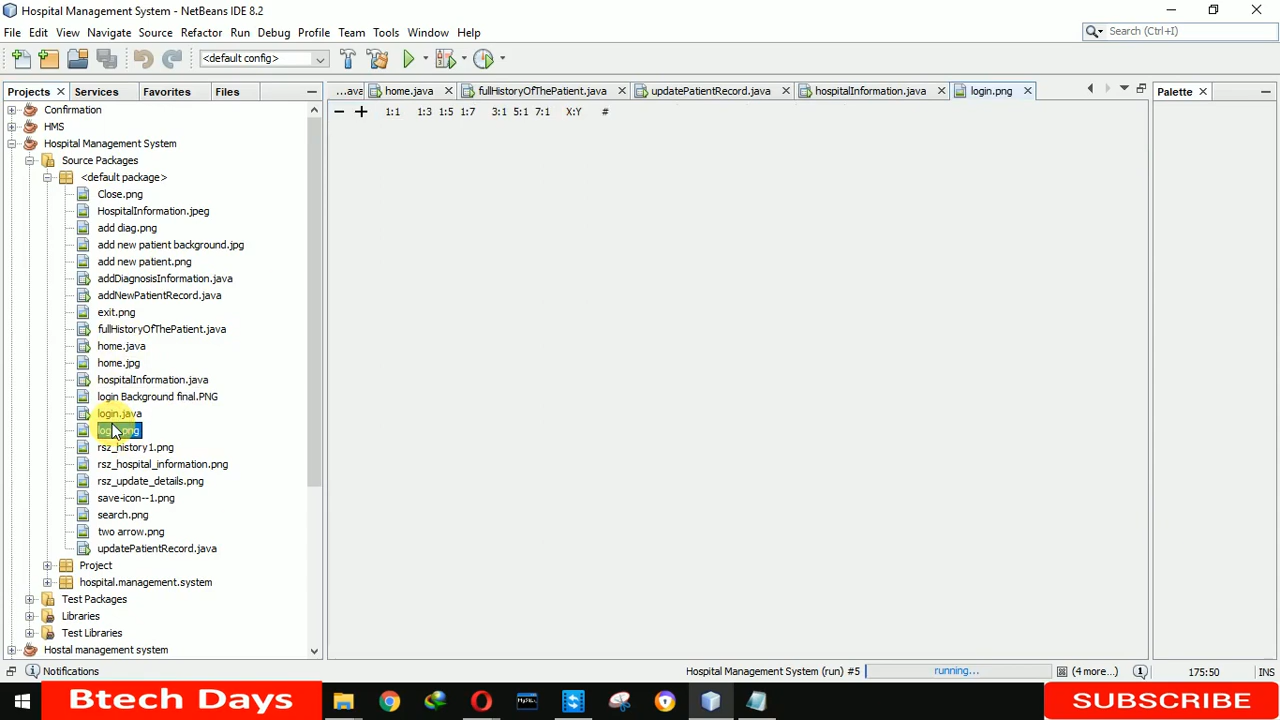 Hospital Management System - NetBeans IDE 8.2
File Edit View Navigate Source Refactor Run Debug Profile Team Tools Window Help
Search (Ctrl+I)
<default config>
Projects Services Favorites Files
...ava home.java fullHistoryOfThePatient.java updatePatientRecord.java hospitalInformation.java login.png
Palette
1:1 1:3 1:5 1:7 3:1 5:1 7:1 X:Y #
Confirmation
HMS
Hospital Management System
Source Packages
<default package>
Close.png
HospitalInformation.jpeg
add diag.png
add new patient background.jpg
add new patient.png
addDiagnosisInformation.java
addNewPatientRecord.java
exit.png
fullHistoryOfThePatient.java
home.java
home.jpg
hospitalInformation.java
login Background final.PNG
login.java
login.png
rsz_history1.png
rsz_hospital_information.png
rsz_update_details.png
save-icon--1.png
search.png
two arrow.png
updatePatientRecord.java
Project
hospital.management.system
Test Packages
Libraries
Test Libraries
Hostal management system
Notifications
Hospital Management System (run) #5 running... (4 more...) 175:50 INS
Btech Days
SUBSCRIBE